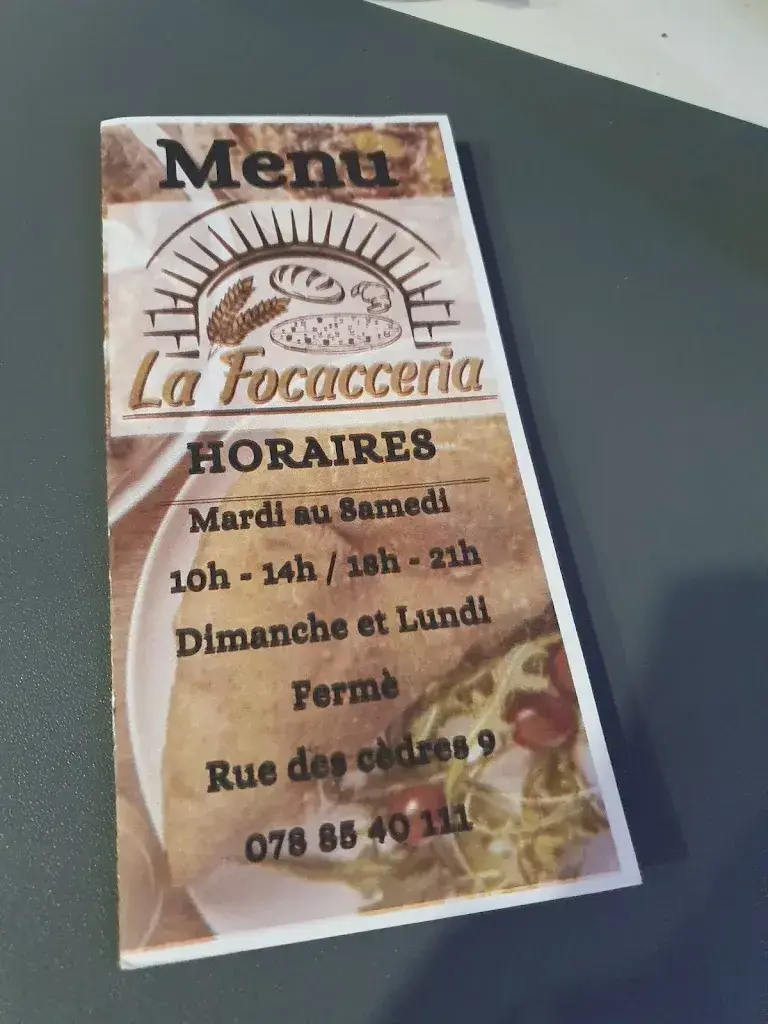 Menu
La Focacceria
HORAIRES
Mardi au Samedi
10h - 14h / 18h - 21h
Dimanche et Lundi
Fermè
Rue des cèdres 9
078 85 40 111